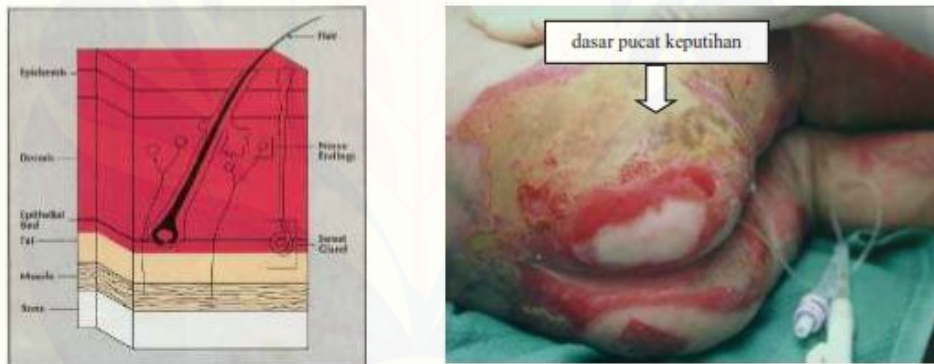 Hair
Epidermis
Dermis
Nerve
Endings
Epithelial
Bed
Fat
Sweat
Gland
Muscle
Bone
dasar pucat keputihan